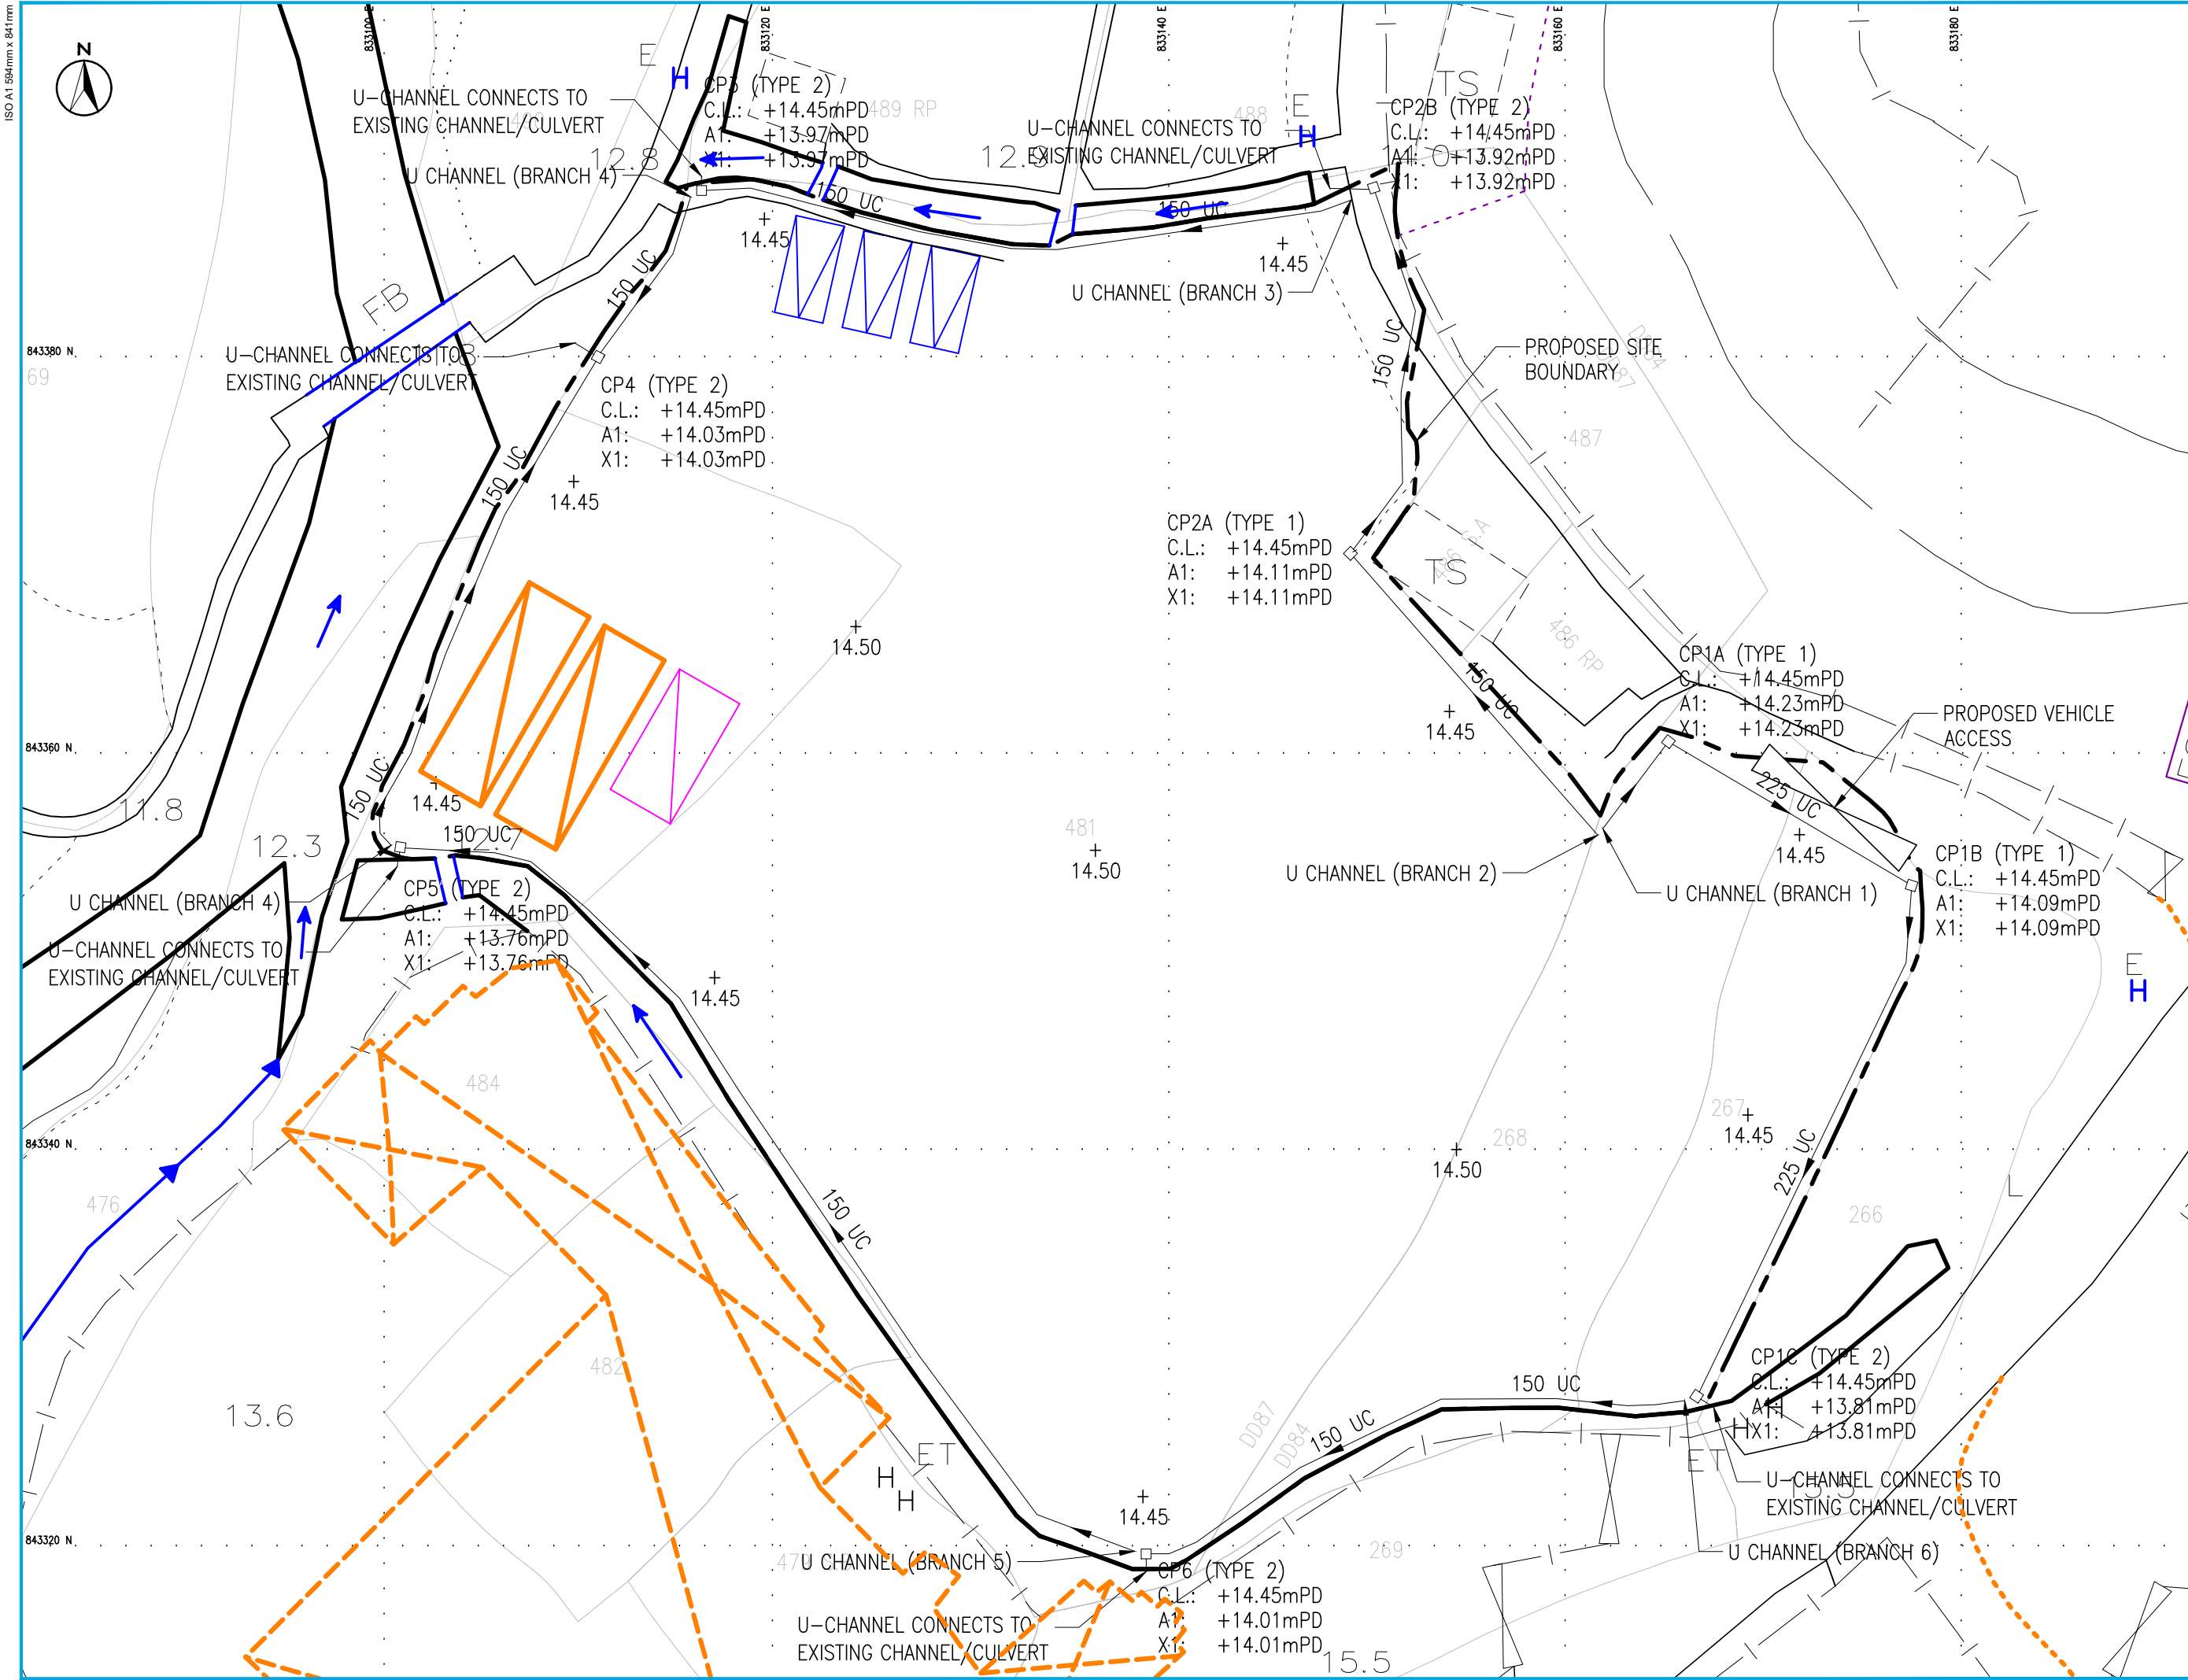 ISO A1 594mm x 841mm
N
833100 E
833120 E
833140 E
833160 E
833180 E
843380 N
843360 N
843340 N
843320 N
E
H
U-CHANNEL CONNECTS TO
EXISTING CHANNEL/CULVERT
CP3 (TYPE 2)
C.L.: +14.45mPD
A1: +13.97mPD
X1: +13.97mPD
489 RP
12.8
U CHANNEL (BRANCH 4)
488
E
H
U-CHANNEL CONNECTS TO
EXISTING CHANNEL/CULVERT
TS
CP2B (TYPE 2)
C.L.: +14.45mPD
A1: +13.92mPD
X1: +13.92mPD
150 UC
150 UC
14.45
14.45
U CHANNEL (BRANCH 3)
FB
150 UC
150 UC
PROPOSED SITE
BOUNDARY
69
U-CHANNEL CONNECTS TO
EXISTING CHANNEL/CULVERT
CP4 (TYPE 2)
C.L.: +14.45mPD
A1: +14.03mPD
X1: +14.03mPD
487
150 UC
14.45
CP2A (TYPE 1)
C.L.: +14.45mPD
A1: +14.11mPD
X1: +14.11mPD
486 S.A
TS
14.50
486 RP
CP1A (TYPE 1)
C.L.: +14.45mPD
A1: +14.23mPD
X1: +14.23mPD
150 UC
14.45
PROPOSED VEHICLE
ACCESS
225 UC
11.8
150 UC
14.45
150 UC
12.7
12.3
481
14.50
14.45
CP1B (TYPE 1)
C.L.: +14.45mPD
A1: +14.09mPD
X1: +14.09mPD
U CHANNEL (BRANCH 2)
U CHANNEL (BRANCH 1)
U CHANNEL (BRANCH 4)
CP5 (TYPE 2)
C.L.: +14.45mPD
A1: +13.76mPD
X1: +13.76mPD
U-CHANNEL CONNECTS TO
EXISTING CHANNEL/CULVERT
14.45
E
H
484
267
14.45
268
14.50
225 UC
476
150 UC
266
L
482
13.6
CP1C (TYPE 2)
C.L.: +14.45mPD
A1: +13.81mPD
X1: +13.81mPD
H
H
150 UC
DD87
DD84
150 UC
ET
H
H
ET
U-CHANNEL CONNECTS TO
EXISTING CHANNEL/CULVERT
14.45
269
U CHANNEL (BRANCH 5)
U CHANNEL (BRANCH 6)
CP6 (TYPE 2)
C.L.: +14.45mPD
A1: +14.01mPD
X1: +14.01mPD
U-CHANNEL CONNECTS TO
EXISTING CHANNEL/CULVERT
15.5